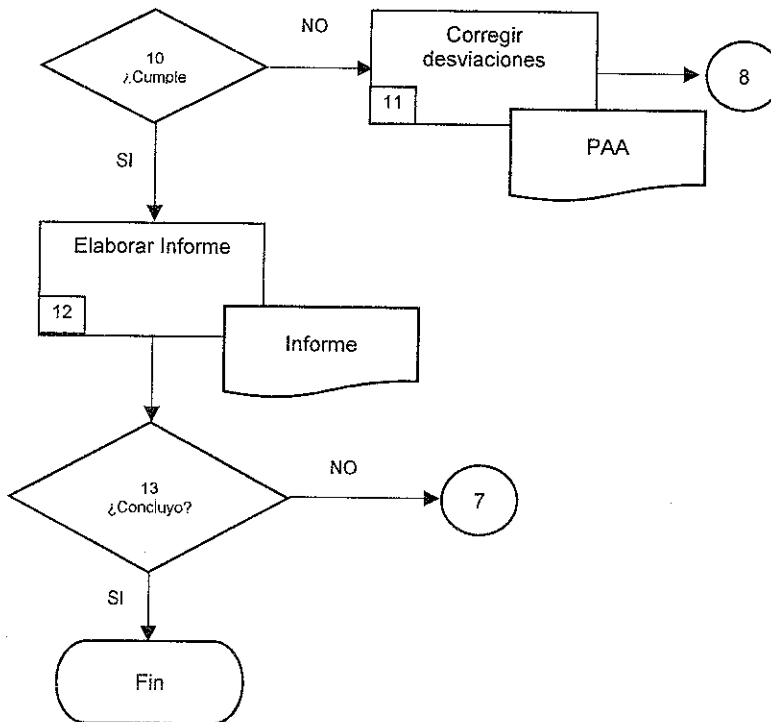 NO
10
¿Cumple
Corregir
desviaciones
11
8
PAA
SI
Elaborar Informe
12
Informe
13
¿Concluyo?
NO
7
SI
Fin